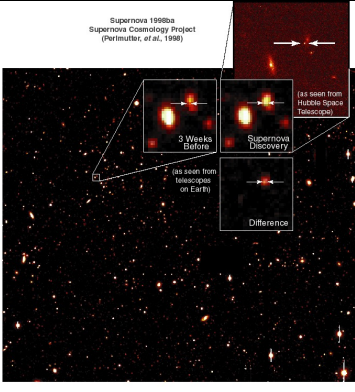 Supernova 1998ba
Supernova Cosmology Project
(Perlmutter, et al., 1998)
(as seen from
Hubble Space
Telescope)
3 Weeks
Before
Supernova
Discovery
(as seen from
telescopes
on Earth)
Difference